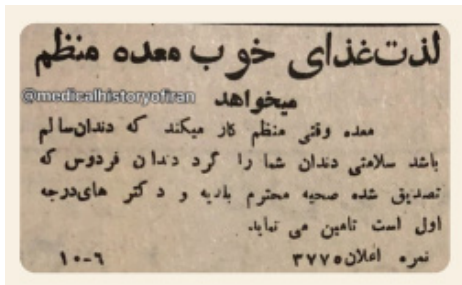 لذت غذای خوب معده منظم
میخواهد
@medicalhistoryofiran
معده وقتی منظم کار میکند که دندان سالم
باشد سلامتی دندان شما را گرد دندان فردوس که
تصدیق شده صحیه محترم بلدیه و دکتر های درجه
اول است تامین می نماید.
نمره اعلان ۳۷۷۵ ۶-۱۰